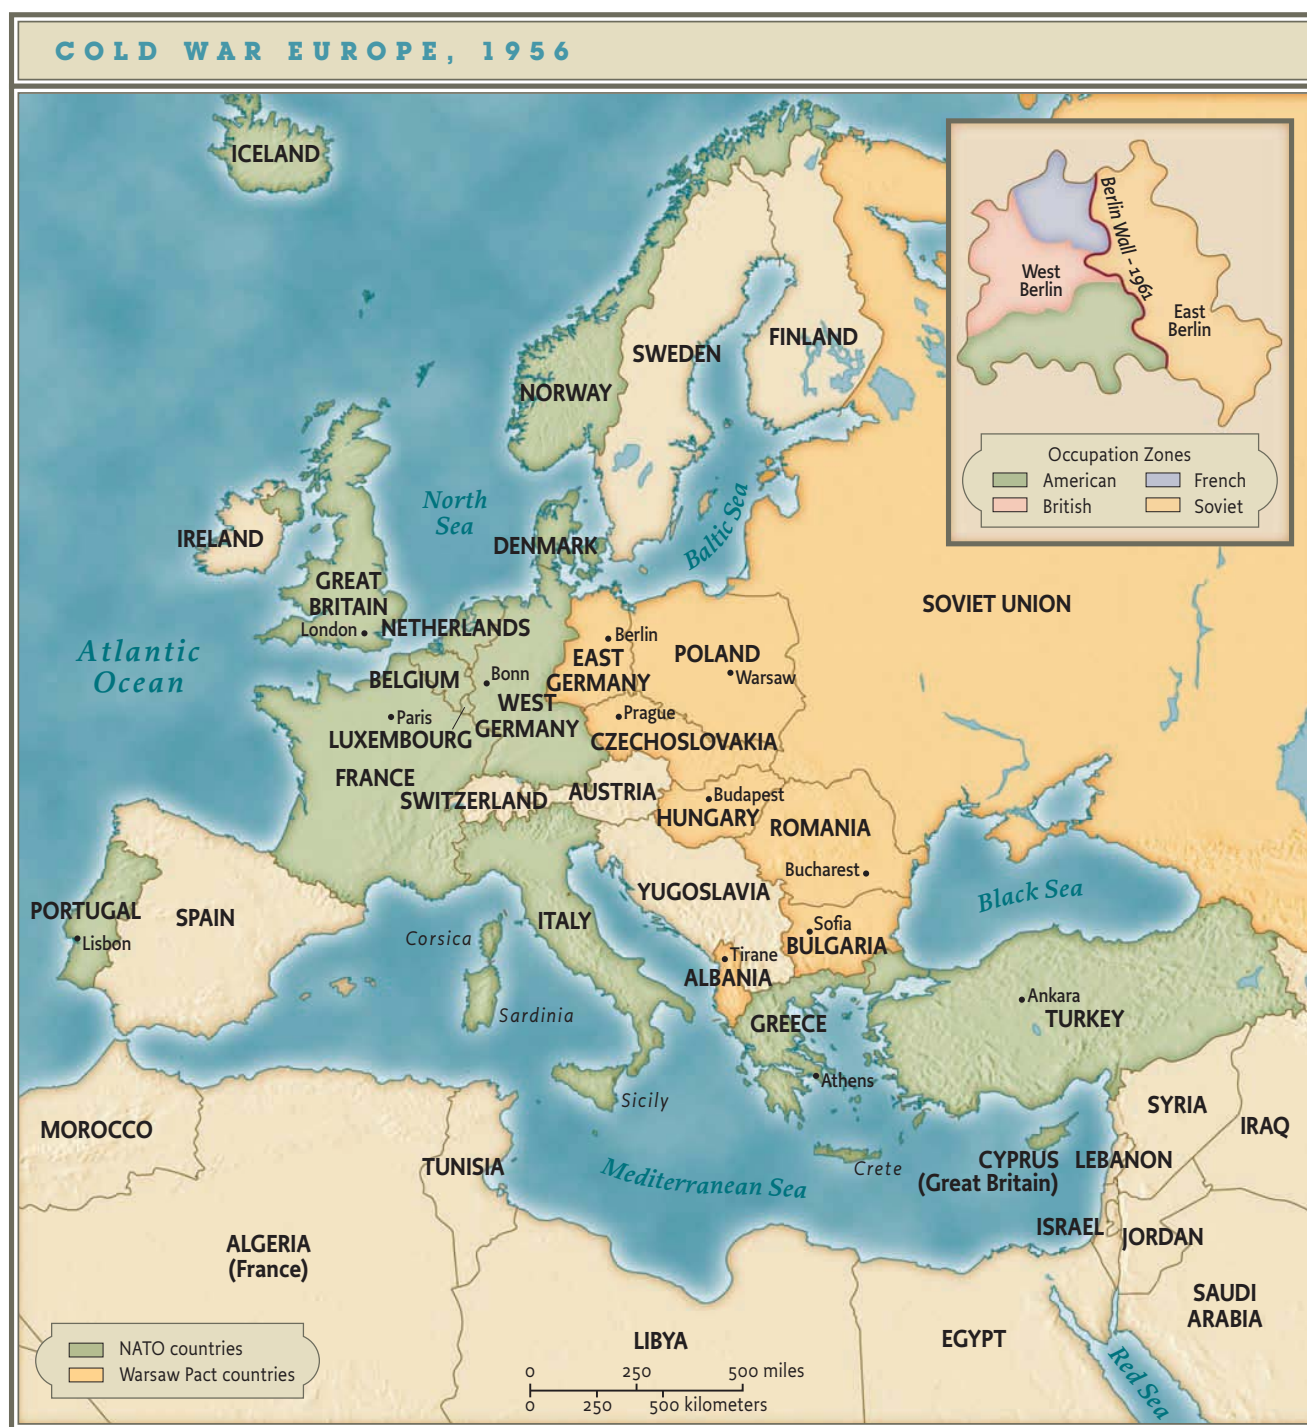 COLD WAR EUROPE, 1956
ICELAND
Berlin Wall – 1961
West
Berlin
East
Berlin
Occupation Zones
American
French
British
Soviet
FINLAND
SWEDEN
NORWAY
North
Sea
Baltic Sea
IRELAND
DENMARK
GREAT
BRITAIN
London
NETHERLANDS
SOVIET UNION
Atlantic
Ocean
Berlin
EAST
GERMANY
POLAND
Warsaw
BELGIUM
Bonn
WEST
GERMANY
Paris
LUXEMBOURG
Prague
CZECHOSLOVAKIA
FRANCE
SWITZERLAND
AUSTRIA
Budapest
HUNGARY
ROMANIA
Bucharest
YUGOSLAVIA
Black Sea
PORTUGAL
Lisbon
SPAIN
Corsica
ITALY
Sofia
BULGARIA
Tirane
ALBANIA
Sardinia
GREECE
Ankara
TURKEY
Athens
Sicily
MOROCCO
TUNISIA
Mediterranean Sea
Crete
CYPRUS
(Great Britain)
LEBANON
SYRIA
IRAQ
ISRAEL
JORDAN
ALGERIA
(France)
SAUDI
ARABIA
LIBYA
EGYPT
Red Sea
NATO countries
Warsaw Pact countries
0 250 500 miles
0 250 500 kilometers